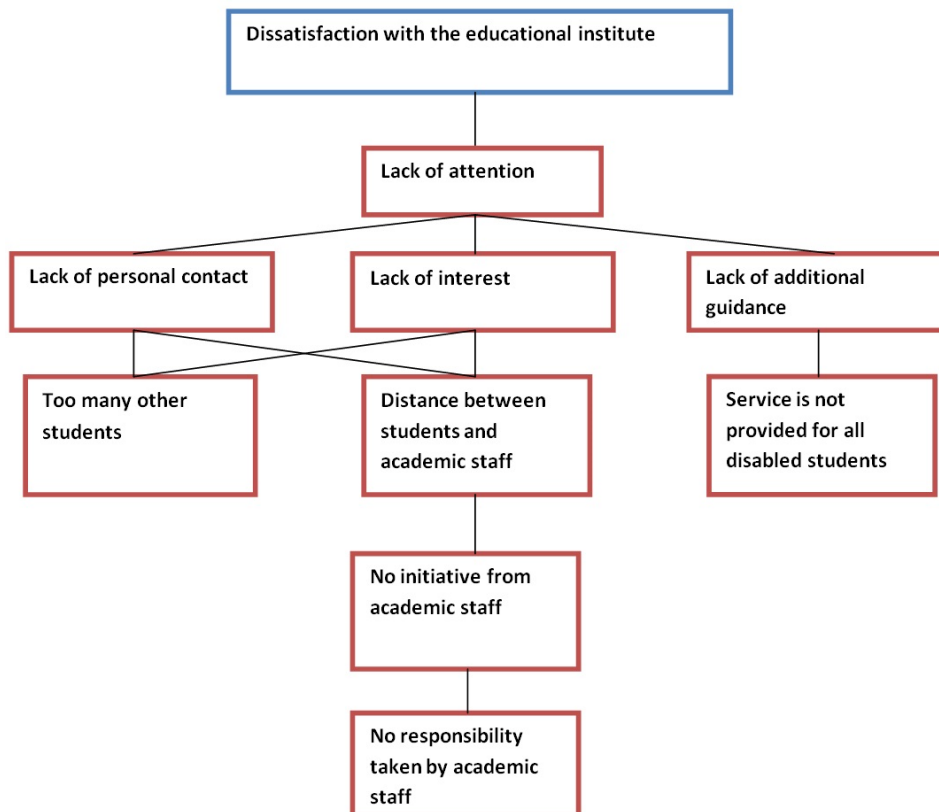 Dissatisfaction with the educational institute
Lack of attention
Lack of personal contact
Lack of interest
Lack of additional
guidance
Too many other
students
Distance between
students and
academic staff
Service is not
provided for all
disabled students
No initiative from
academic staff
No responsibility
taken by academic
staff